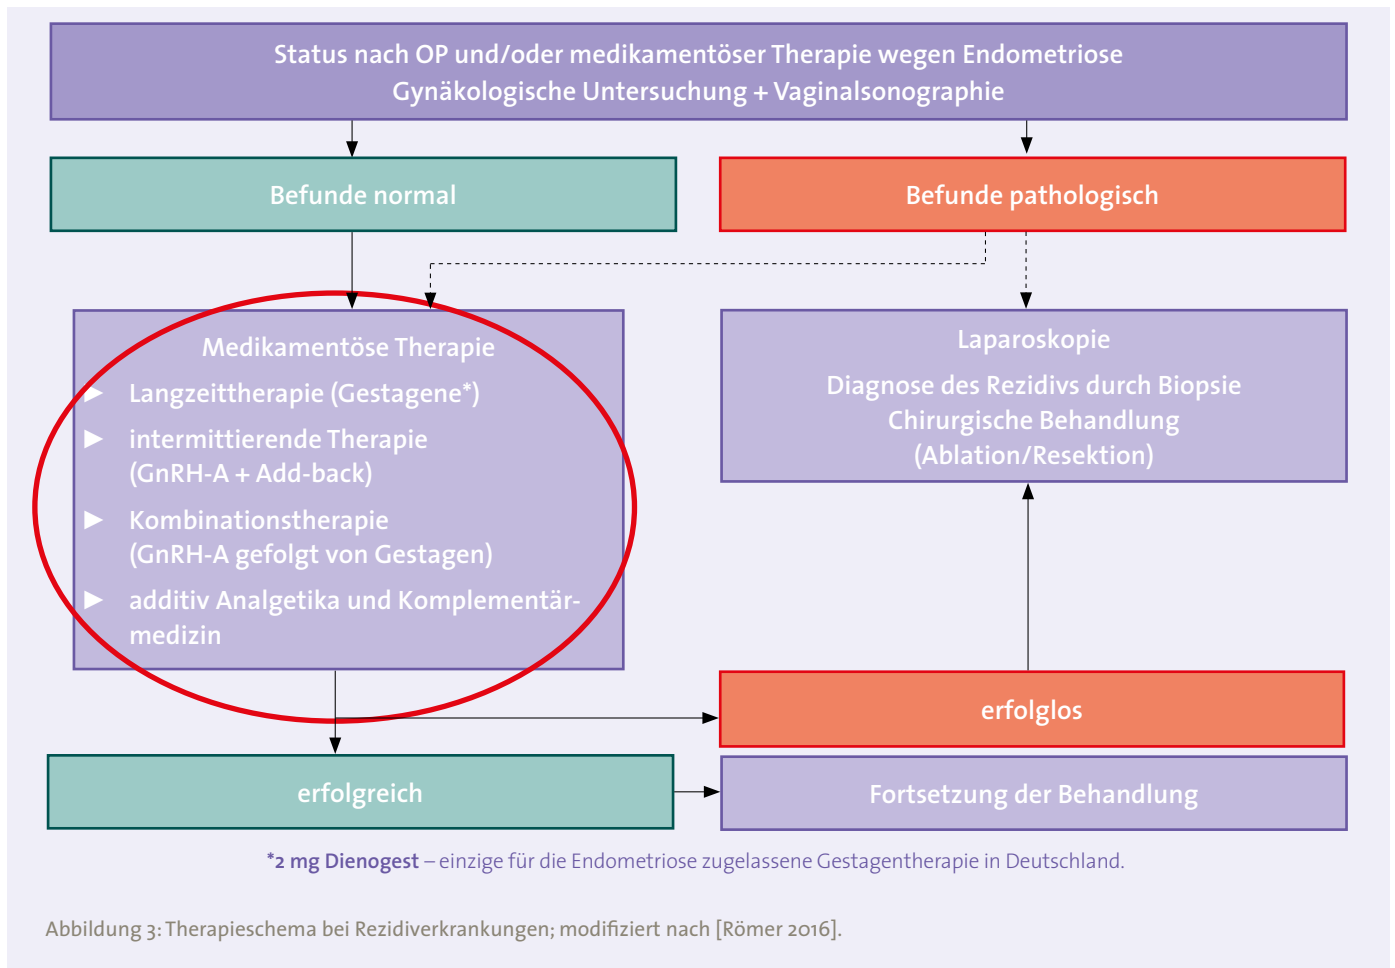 Status nach OP und/oder medikamentöser Therapie wegen Endometriose
Gynäkologische Untersuchung + Vaginalsonographie
Befunde normal
Befunde pathologisch
Medikamentöse Therapie
► Langzeittherapie (Gestagene*)
► intermittierende Therapie
(GnRH-A + Add-back)
► Kombinationstherapie
(GnRH-A gefolgt von Gestagen)
► additiv Analgetika und Komplementär-
medizin
Laparoskopie
Diagnose des Rezidivs durch Biopsie
Chirurgische Behandlung
(Ablation/Resektion)
erfolglos
erfolgreich
Fortsetzung der Behandlung
*2 mg Dienogest – einzige für die Endometriose zugelassene Gestagentherapie in Deutschland.
Abbildung 3: Therapieschema bei Rezidiverkrankungen; modifiziert nach [Römer 2016].